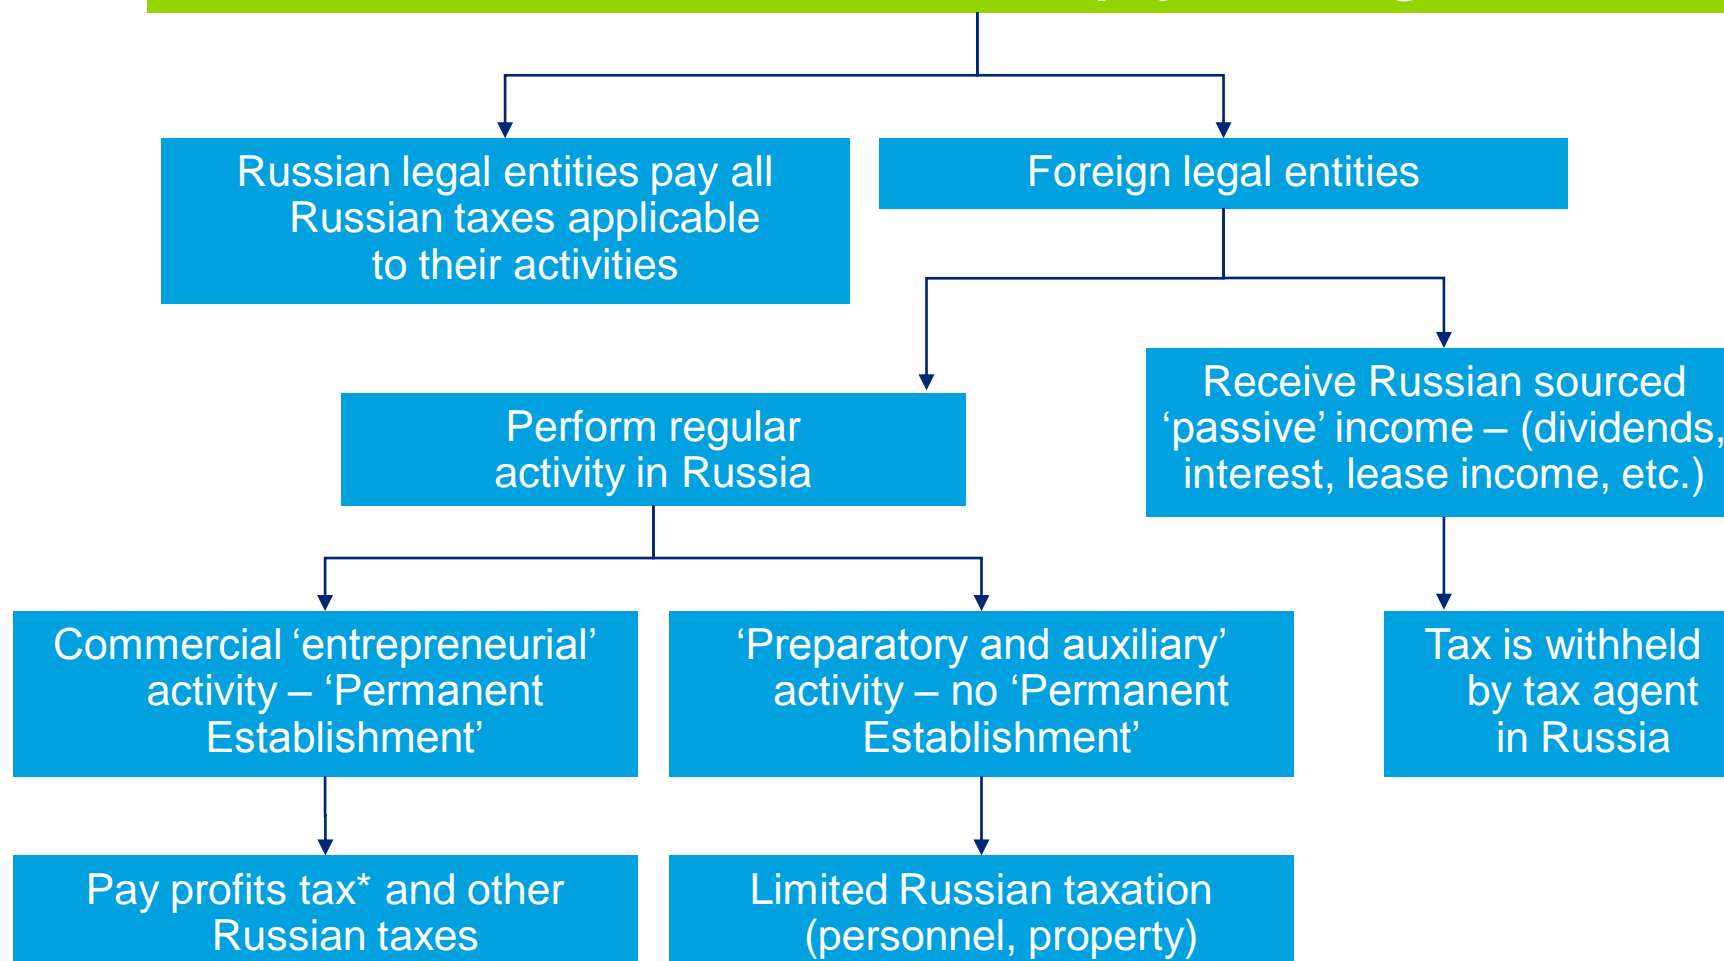 Russian legal entities pay all
Russian taxes applicable
to their activities
Foreign legal entities
Receive Russian sourced
‘passive’ income – (dividends,
interest, lease income, etc.)
Perform regular
activity in Russia
Commercial ‘entrepreneurial’
activity – ‘Permanent
Establishment’
‘Preparatory and auxiliary’
activity – no ‘Permanent
Establishment’
Tax is withheld
by tax agent
in Russia
Pay profits tax* and other
Russian taxes
Limited Russian taxation
(personnel, property)